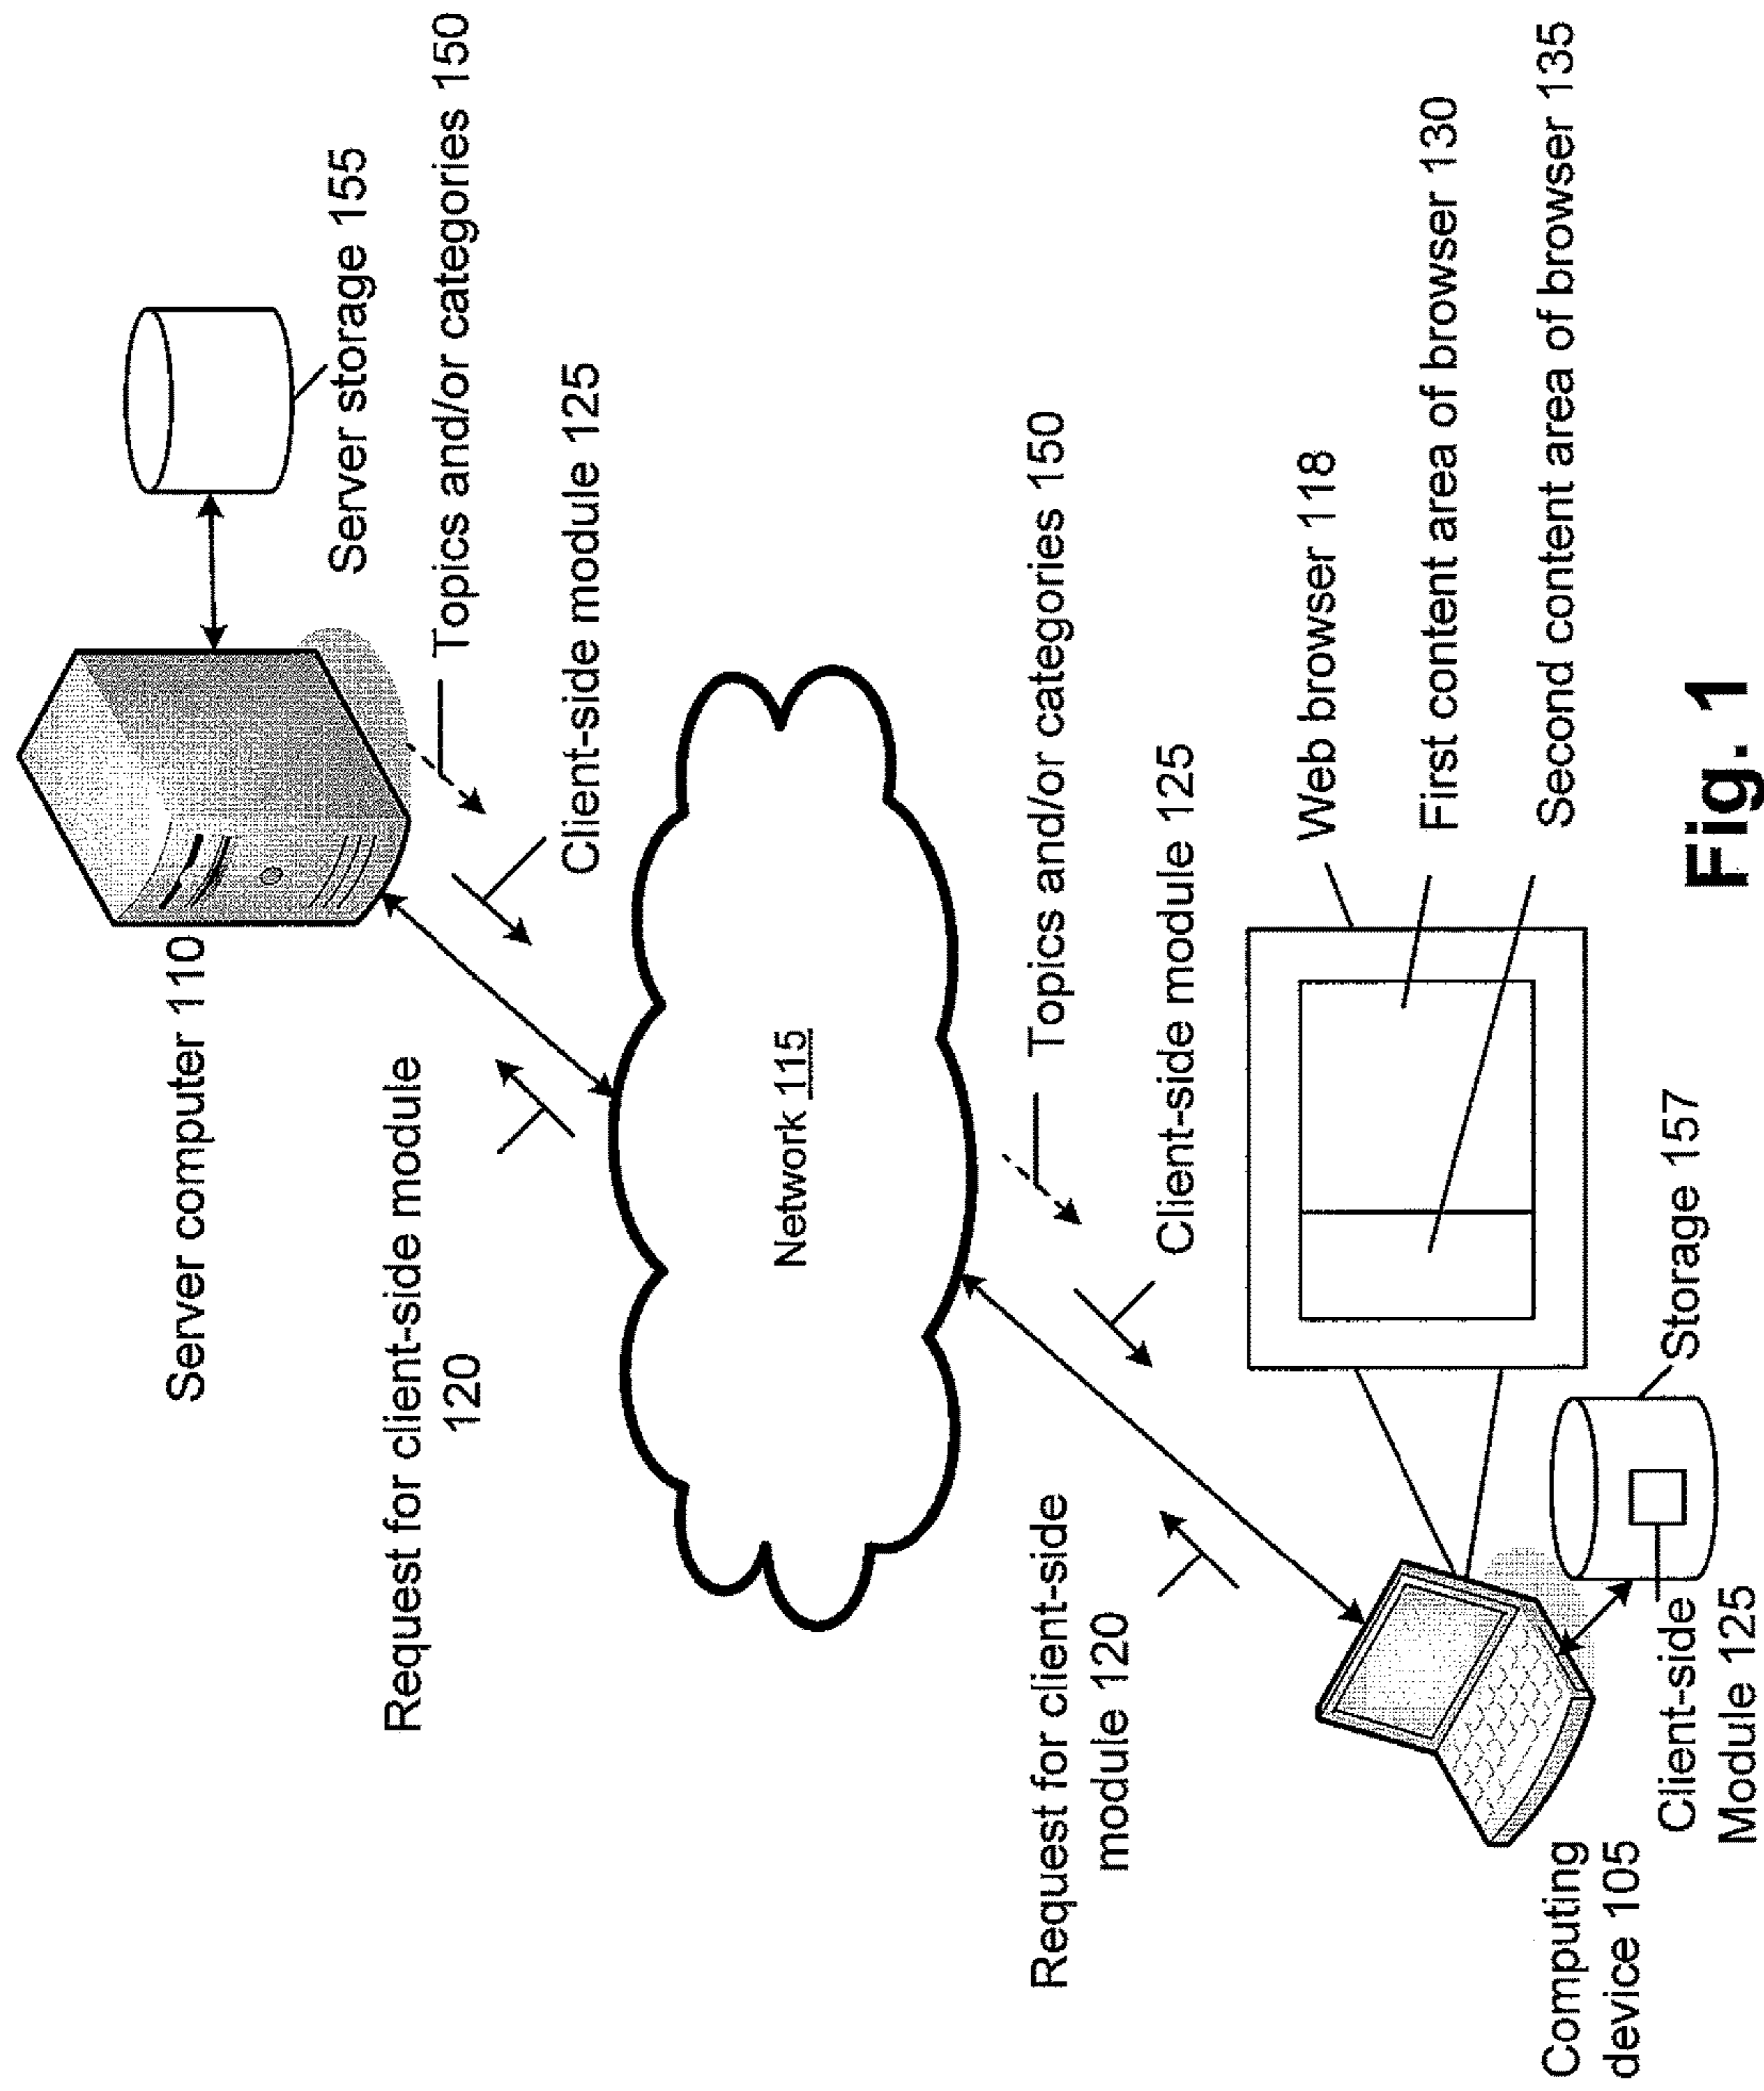 Server computer 110
Server storage 155
Request for client-side module
120
Topics and/or categories 150
Client-side module 125
Network 115
Request for client-side
module 120
Topics and/or categories 150
Client-side module 125
Web browser 118
First content area of browser 130
Second content area of browser 135
Computing
device 105
Client-side
Module 125
Storage 157
Fig. 1